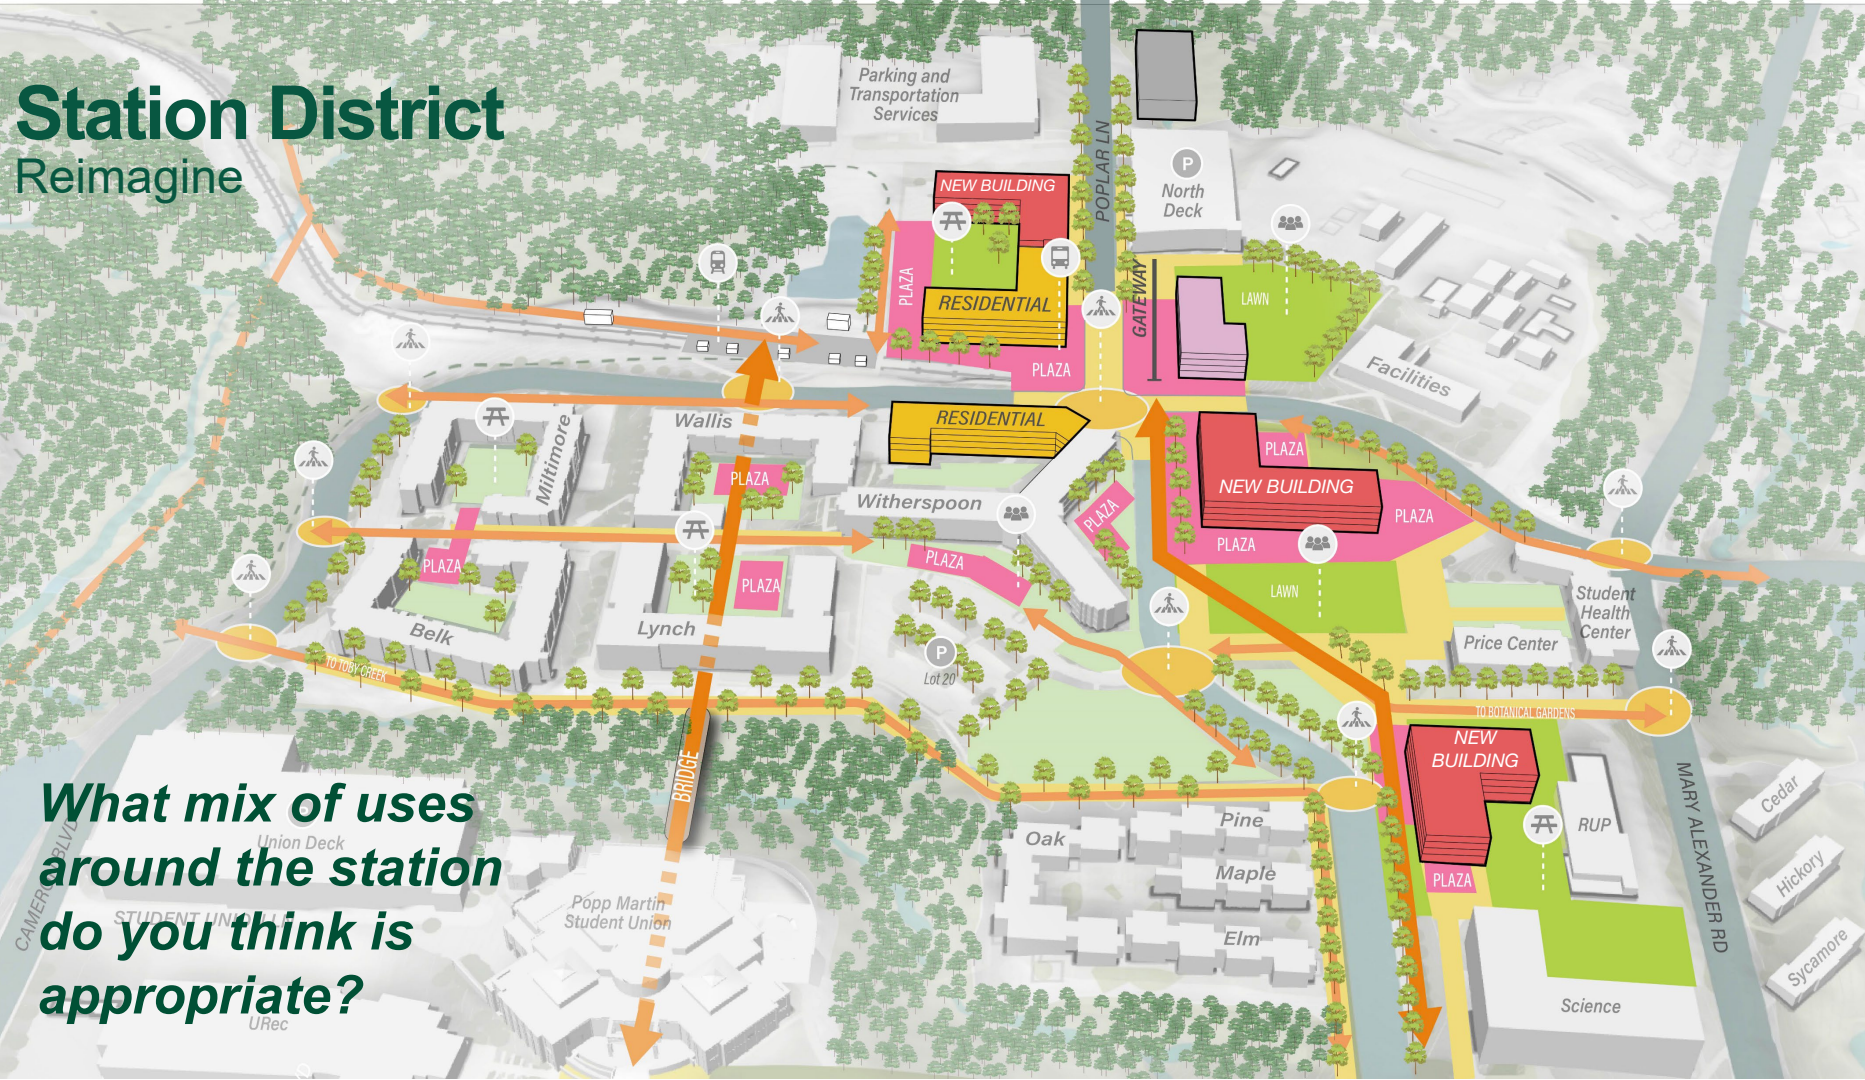 Station District
Reimagine
Parking and
Transportation
Services
NEW BUILDING
POPLAR LN
P
North
Deck
PLAZA
RESIDENTIAL
PLAZA
GATEWAY
LAWN
Facilities
Miltimore
Wallis
PLAZA
RESIDENTIAL
Witherspoon
PLAZA
PLAZA
PLAZA
NEW BUILDING
PLAZA
PLAZA
LAWN
PLAZA
PLAZA
Belk
Lynch
TO TOBY CREEK
P
Lot 20
Price Center
Student
Health
Center
TO BOTANICAL GARDENS
BRIDGE
NEW
BUILDING
PLAZA
RUP
MARY ALEXANDER RD
Cedar
Hickory
Sycamore
Science
Oak
Pine
Maple
Elm
Popp Martin
Student Union
What mix of uses
around the station
do you think is
appropriate?
Union Deck
URec